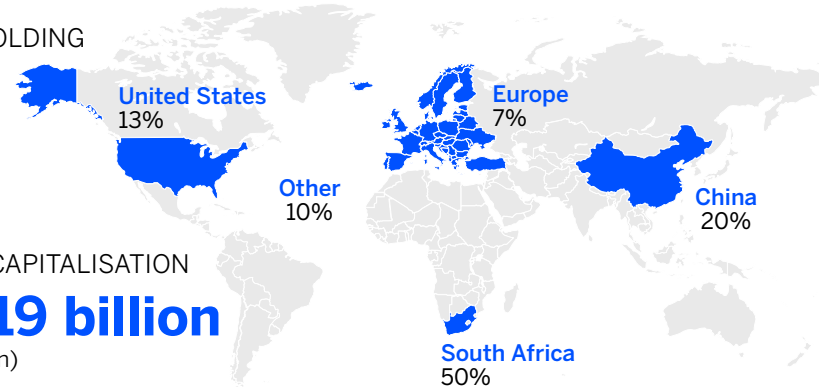 OLDING
United States
13%
Europe
7%
Other
10%
China
20%
CAPITALISATION
19 billion
n)
South Africa
50%